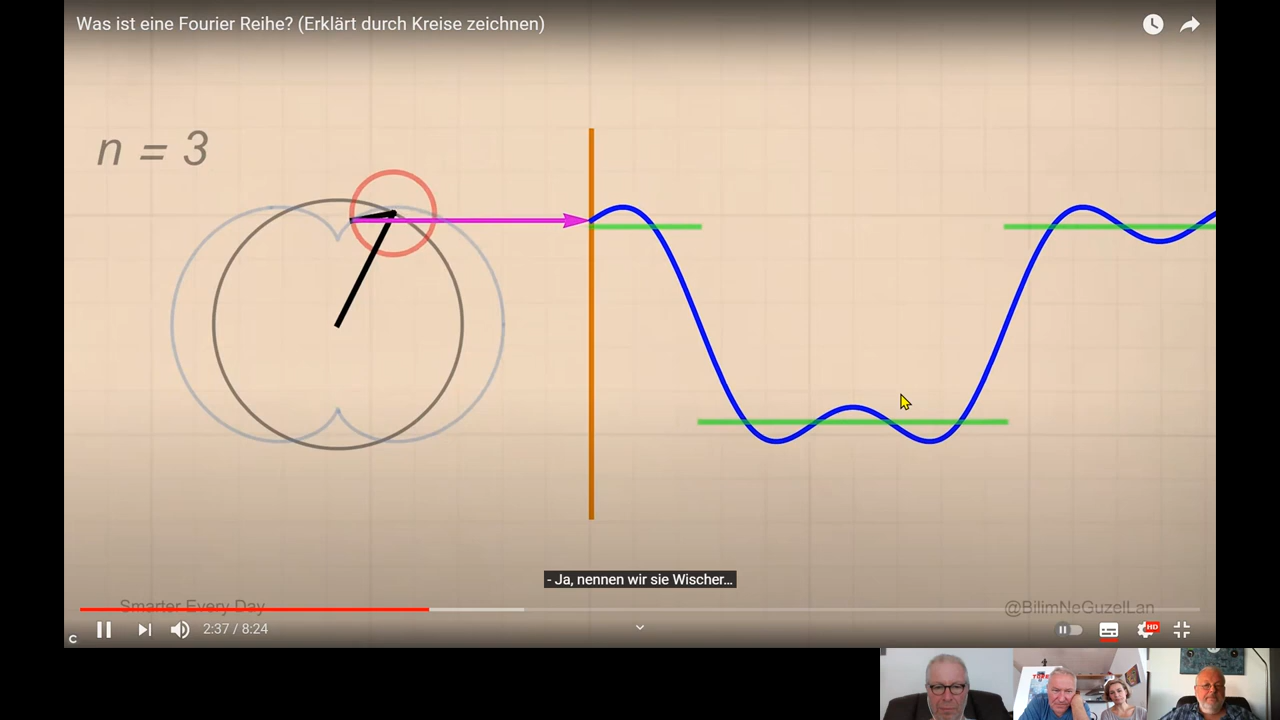 Was ist eine Fourier Reihe? (Erklärt durch Kreise zeichnen)
n = 3
- Ja, nennen wir sie Wischer...
Smarter Every Day
@BilimNeGuzelLan
2:37 / 8:24
HD
C